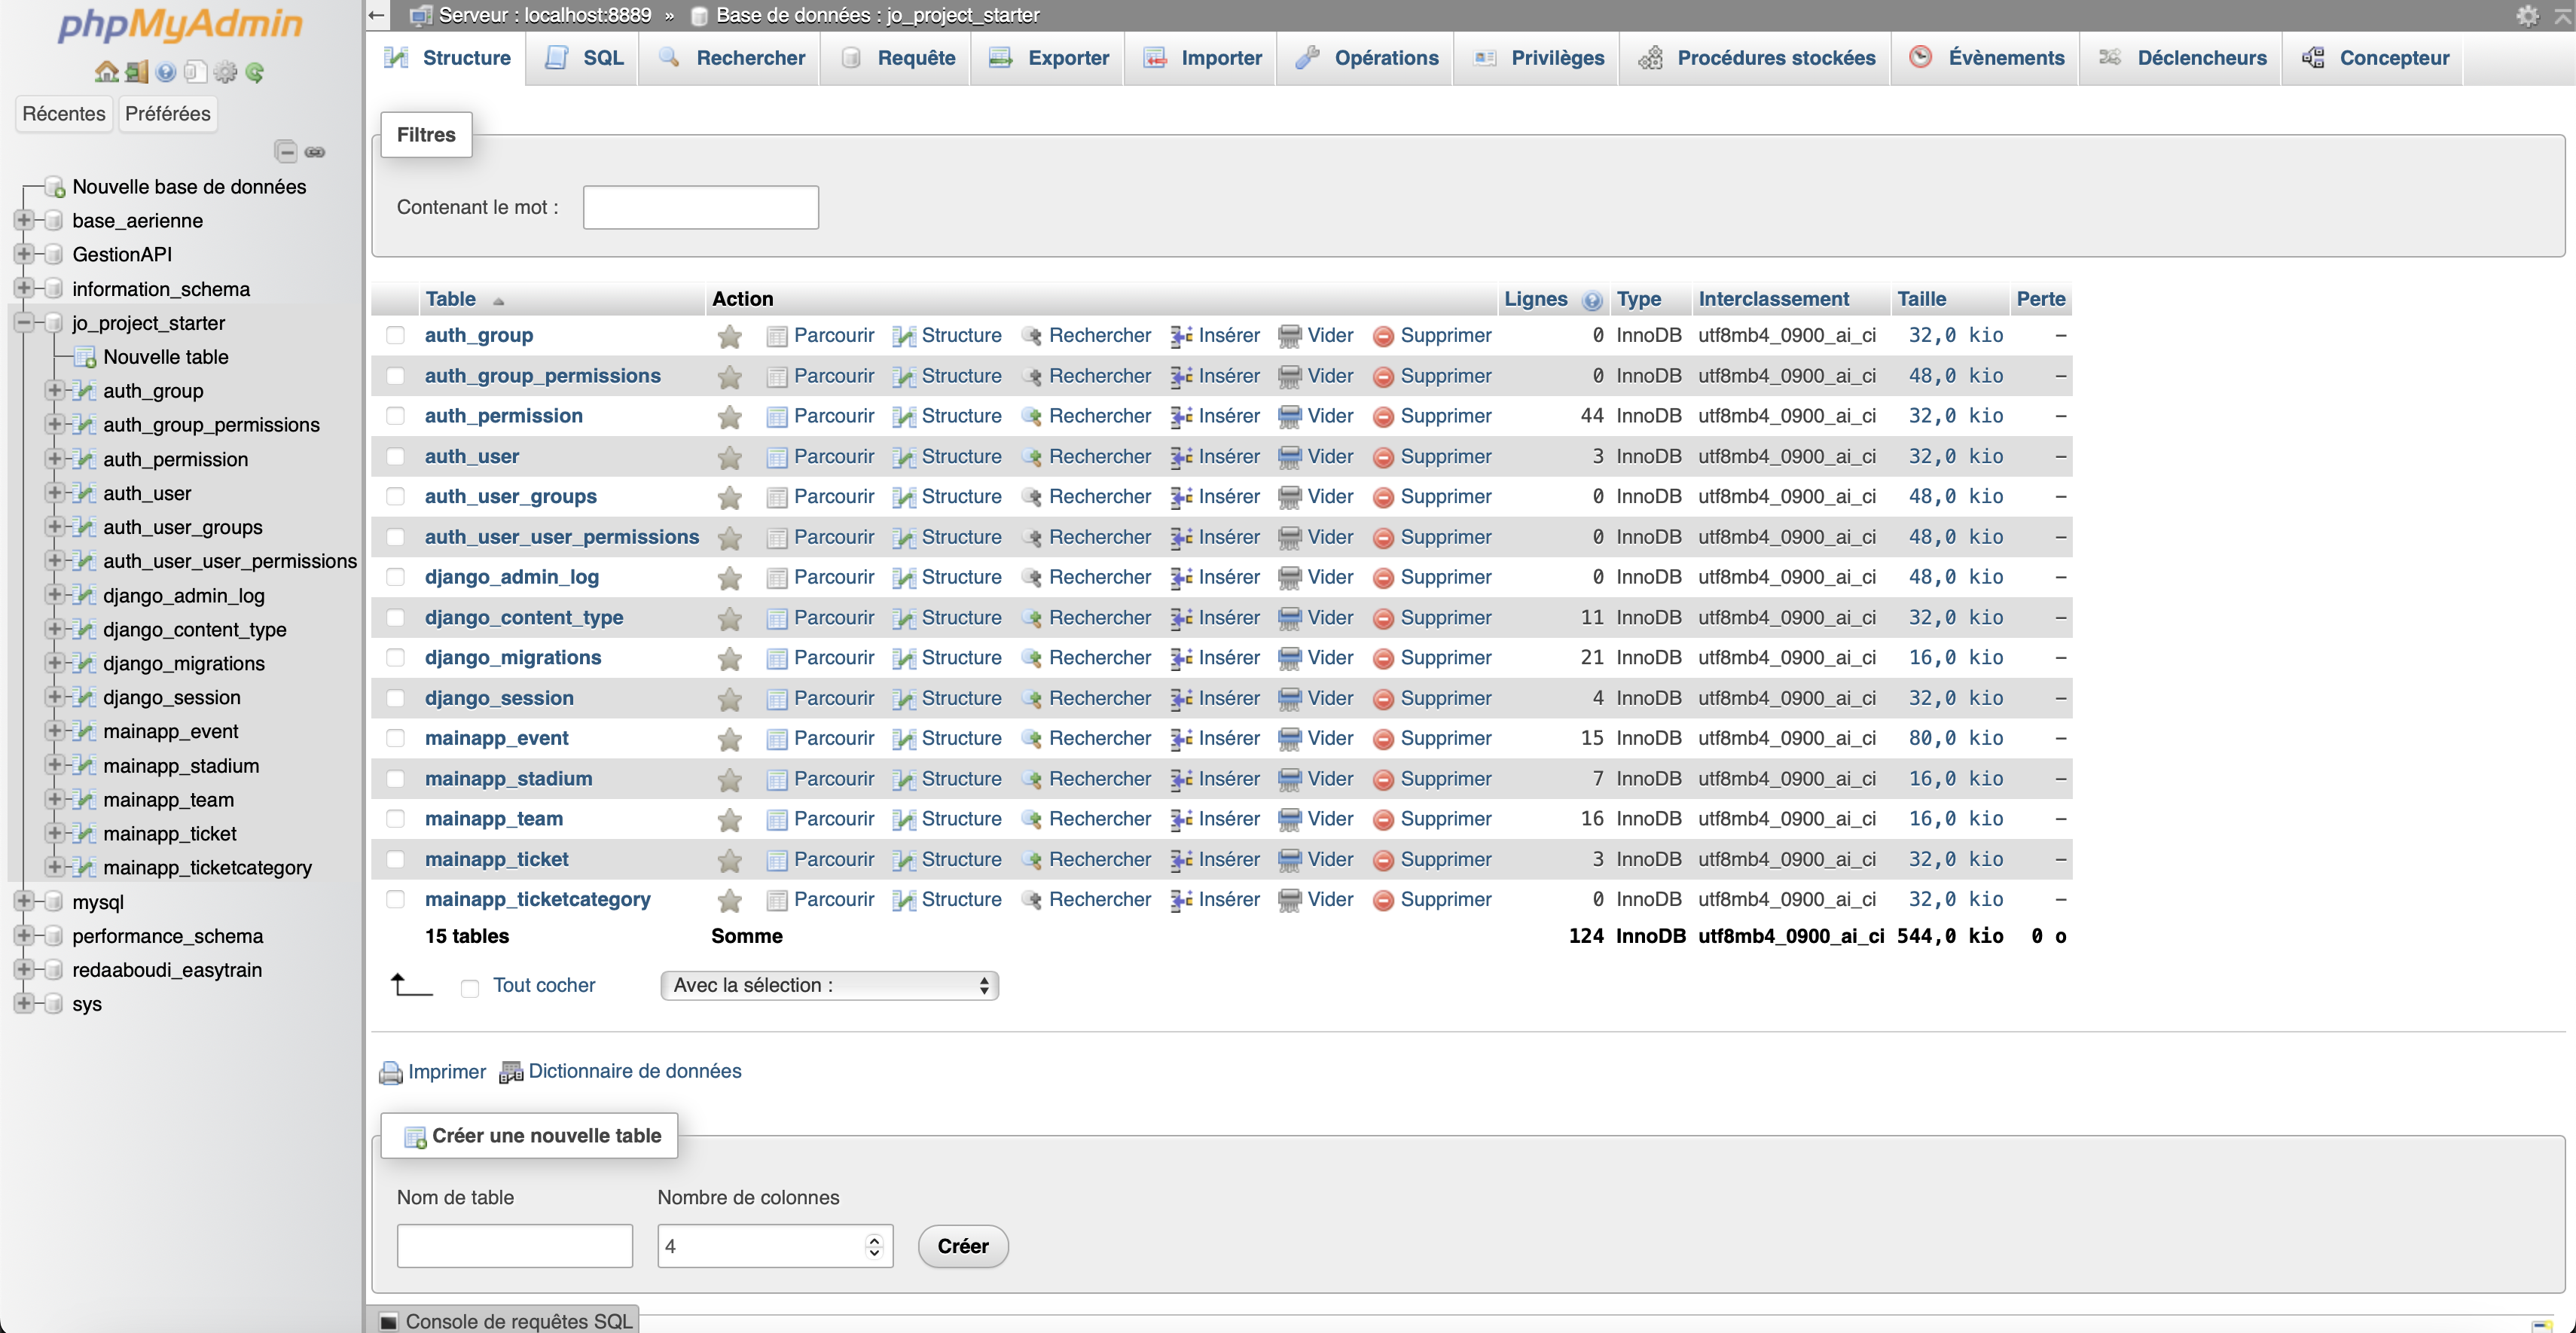 phpMyAdmin
Récentes Préférées
Nouvelle base de données
base_aerienne
GestionAPI
information_schema
jo_project_starter
Nouvelle table
auth_group
auth_group_permissions
auth_permission
auth_user
auth_user_groups
auth_user_user_permissions
django_admin_log
django_content_type
django_migrations
django_session
mainapp_event
mainapp_stadium
mainapp_team
mainapp_ticket
mainapp_ticketcategory
mysql
performance_schema
redaaboudi_easytrain
sys
Serveur : localhost:8889 » Base de données : jo_project_starter
Structure SQL Rechercher Requête Exporter Importer Opérations Privilèges Procédures stockées Évènements Déclencheurs Concepteur
Filtres
Contenant le mot :
Table Action Lignes Type Interclassement Taille Perte
auth_group Parcourir Structure Rechercher Insérer Vider Supprimer 0 InnoDB utf8mb4_0900_ai_ci 32,0 kio –
auth_group_permissions Parcourir Structure Rechercher Insérer Vider Supprimer 0 InnoDB utf8mb4_0900_ai_ci 48,0 kio –
auth_permission Parcourir Structure Rechercher Insérer Vider Supprimer 44 InnoDB utf8mb4_0900_ai_ci 32,0 kio –
auth_user Parcourir Structure Rechercher Insérer Vider Supprimer 3 InnoDB utf8mb4_0900_ai_ci 32,0 kio –
auth_user_groups Parcourir Structure Rechercher Insérer Vider Supprimer 0 InnoDB utf8mb4_0900_ai_ci 48,0 kio –
auth_user_user_permissions Parcourir Structure Rechercher Insérer Vider Supprimer 0 InnoDB utf8mb4_0900_ai_ci 48,0 kio –
django_admin_log Parcourir Structure Rechercher Insérer Vider Supprimer 0 InnoDB utf8mb4_0900_ai_ci 48,0 kio –
django_content_type Parcourir Structure Rechercher Insérer Vider Supprimer 11 InnoDB utf8mb4_0900_ai_ci 32,0 kio –
django_migrations Parcourir Structure Rechercher Insérer Vider Supprimer 21 InnoDB utf8mb4_0900_ai_ci 16,0 kio –
django_session Parcourir Structure Rechercher Insérer Vider Supprimer 4 InnoDB utf8mb4_0900_ai_ci 32,0 kio –
mainapp_event Parcourir Structure Rechercher Insérer Vider Supprimer 15 InnoDB utf8mb4_0900_ai_ci 80,0 kio –
mainapp_stadium Parcourir Structure Rechercher Insérer Vider Supprimer 7 InnoDB utf8mb4_0900_ai_ci 16,0 kio –
mainapp_team Parcourir Structure Rechercher Insérer Vider Supprimer 16 InnoDB utf8mb4_0900_ai_ci 16,0 kio –
mainapp_ticket Parcourir Structure Rechercher Insérer Vider Supprimer 3 InnoDB utf8mb4_0900_ai_ci 32,0 kio –
mainapp_ticketcategory Parcourir Structure Rechercher Insérer Vider Supprimer 0 InnoDB utf8mb4_0900_ai_ci 32,0 kio –
15 tables Somme 124 InnoDB utf8mb4_0900_ai_ci 544,0 kio 0 o
Tout cocher Avec la sélection :
Imprimer Dictionnaire de données
Créer une nouvelle table
Nom de table Nombre de colonnes
4 Créer
Console de requêtes SQL